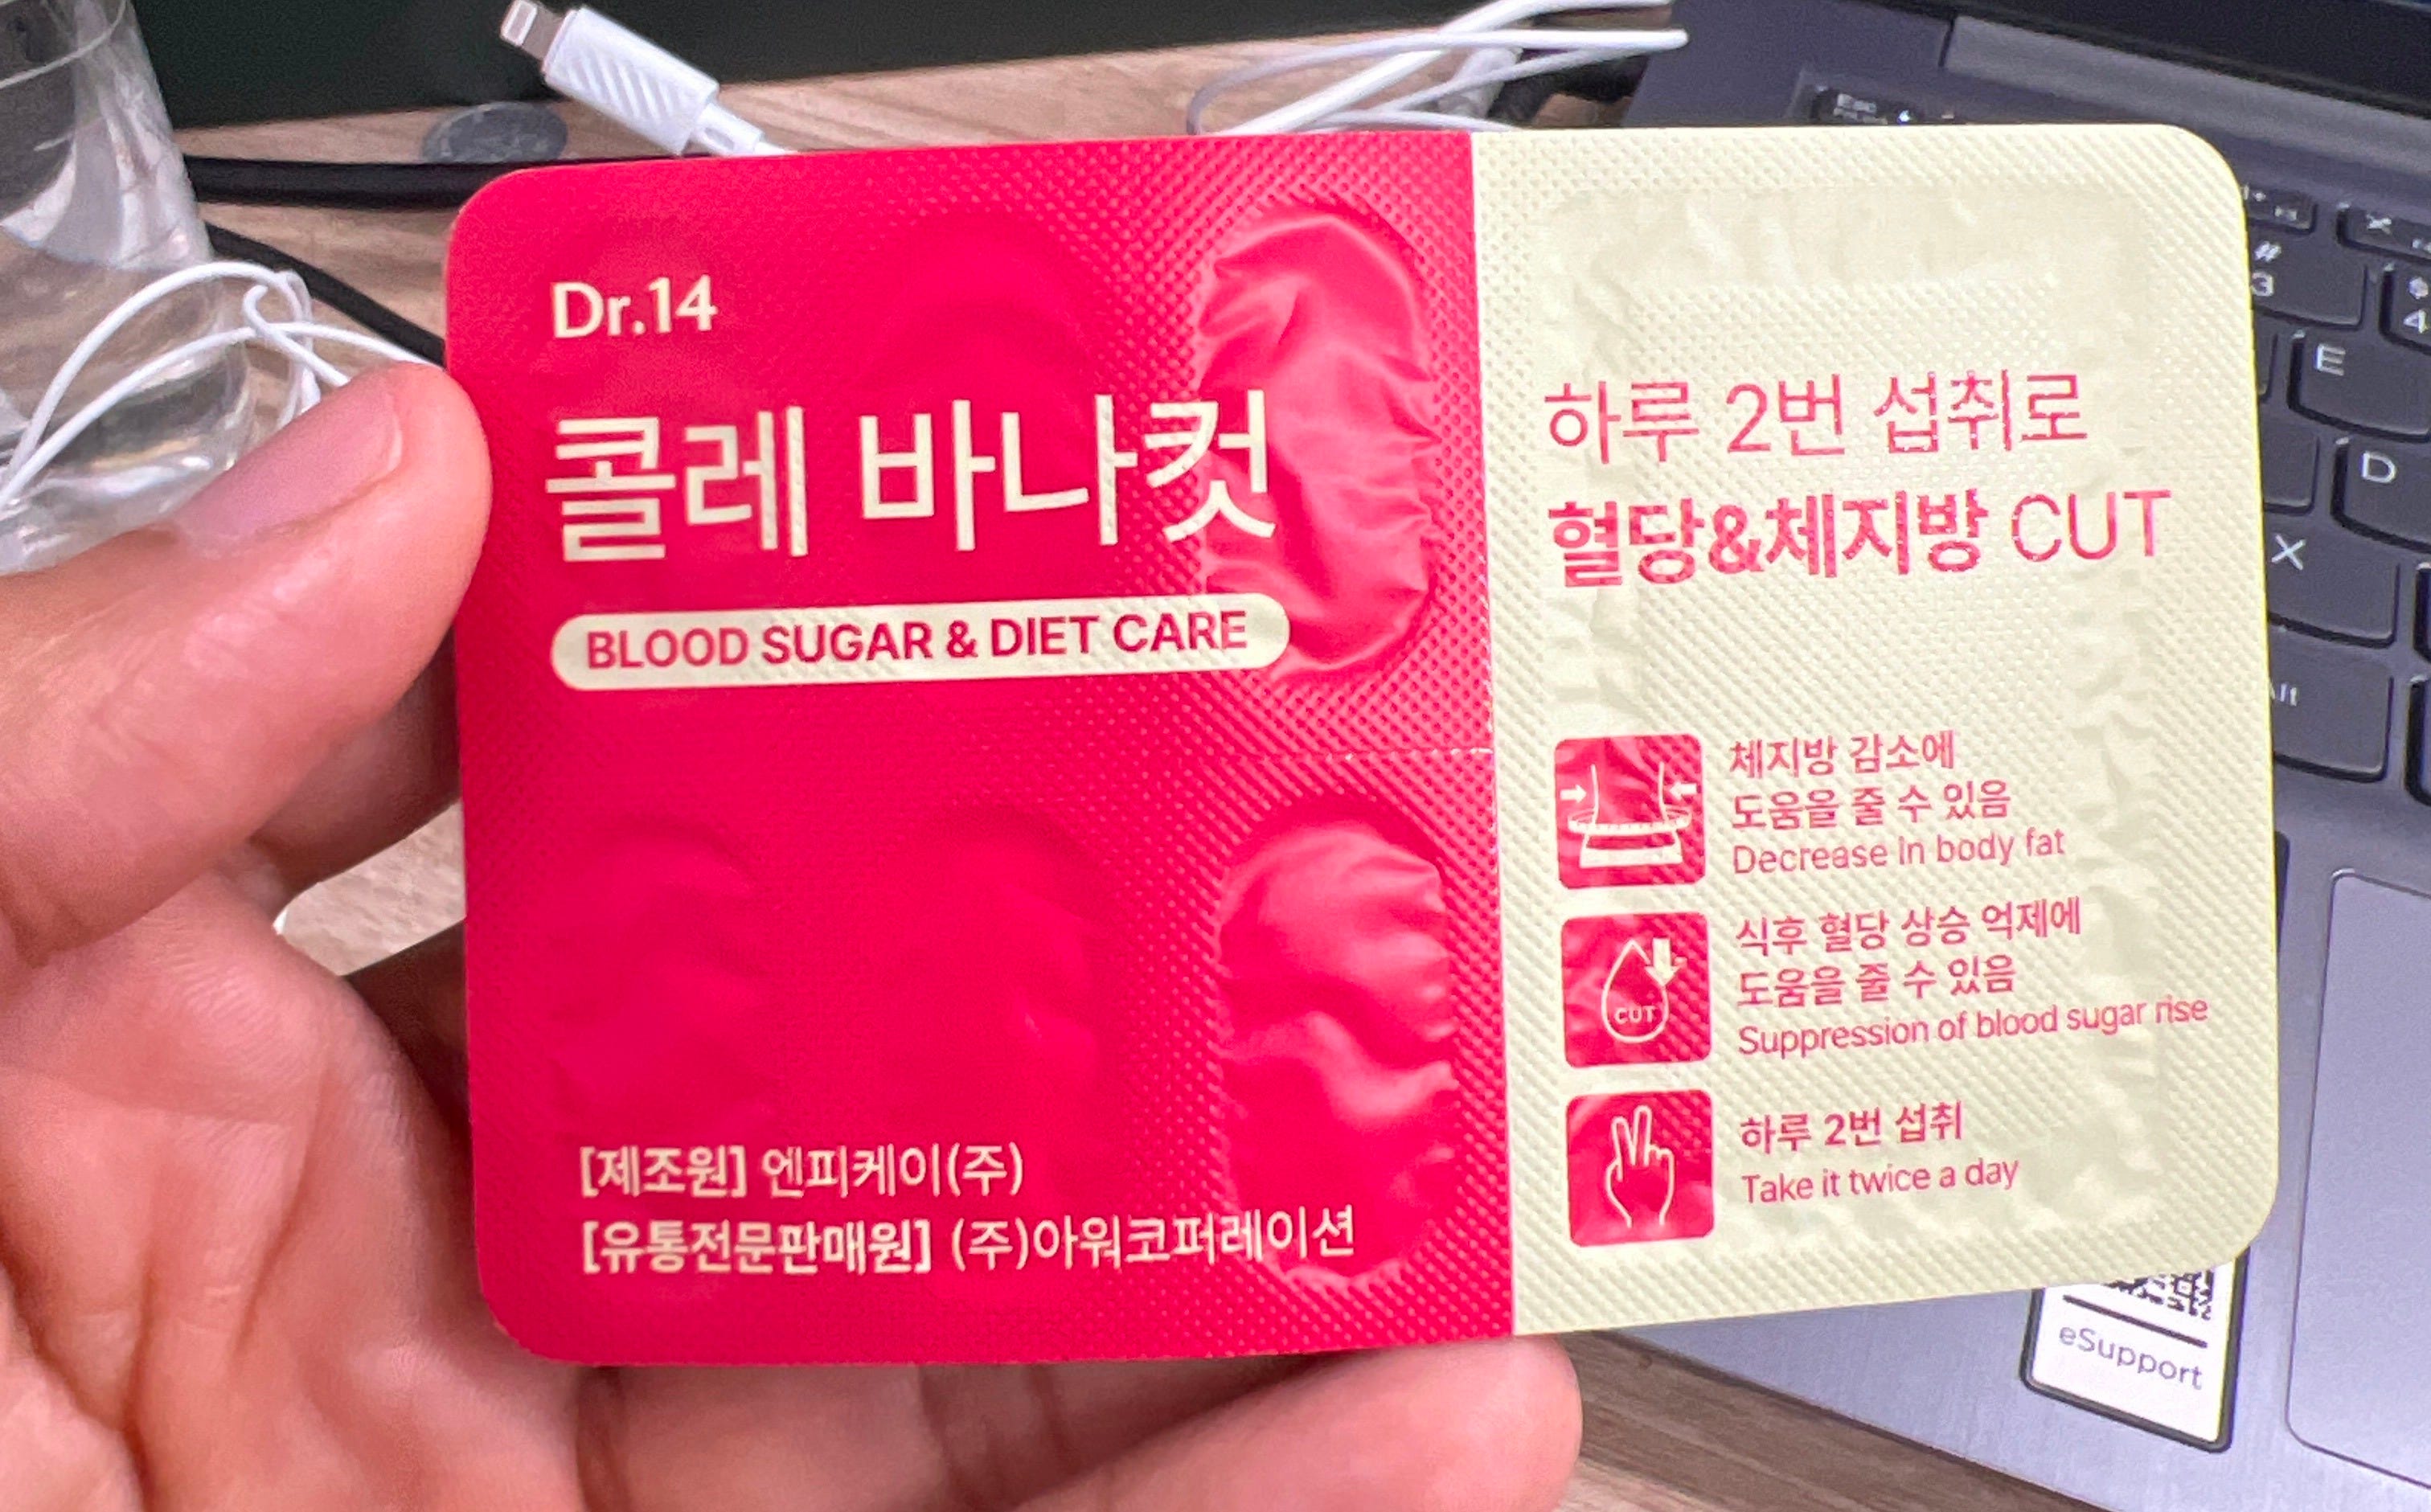 Dr.14
콜레 바나컷
BLOOD SUGAR & DIET CARE
[제조원] 엔피케이(주)
[유통전문판매원] (주)아워코퍼레이션
하루 2번 섭취로
혈당&체지방 CUT
체지방 감소에
도움을 줄 수 있음
Decrease in body fat
CUT
식후 혈당 상승 억제에
도움을 줄 수 있음
Suppression of blood sugar rise
하루 2번 섭취
Take it twice a day
#
3
$
4
E
D
X
Alt
eSupport